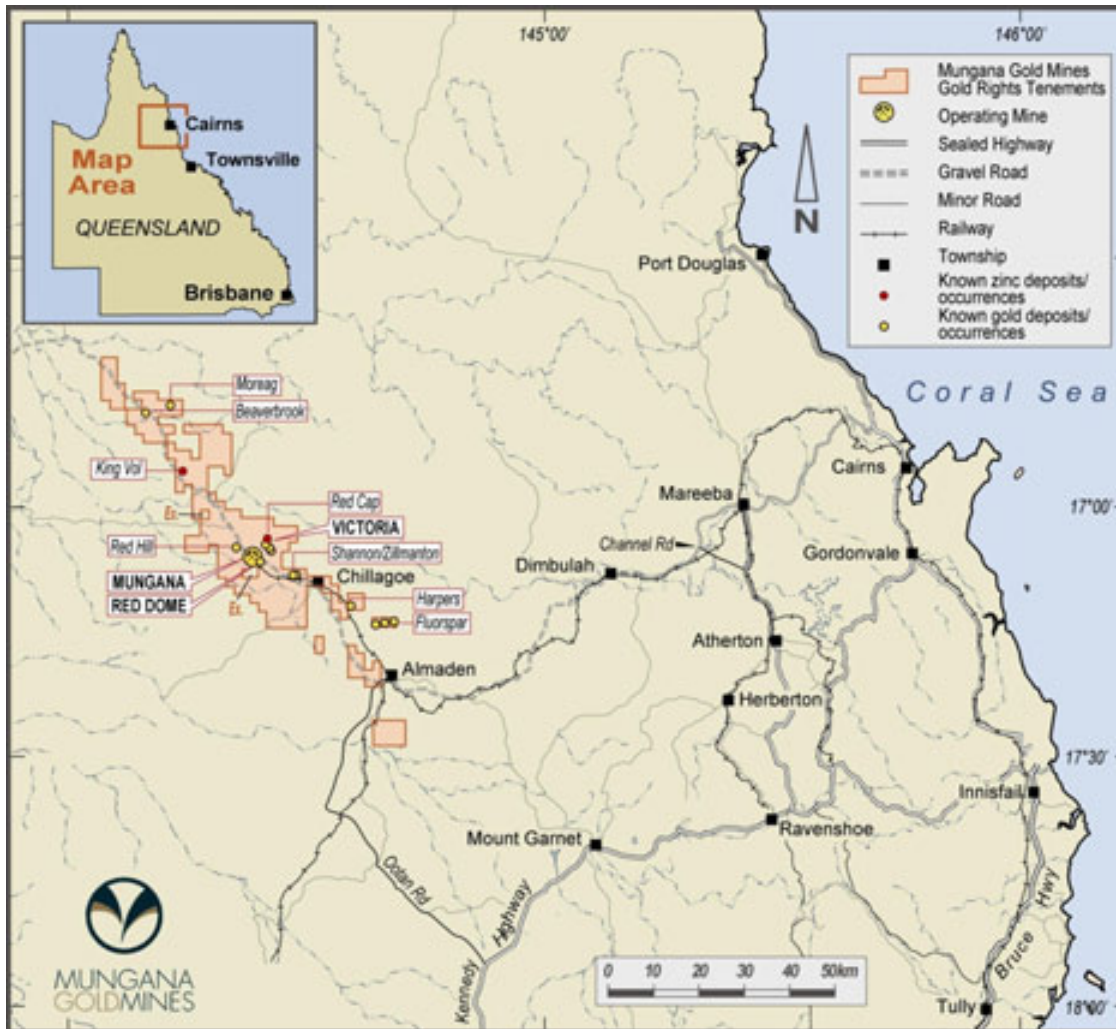 145°00'
146°00'
Cairns
Townsville
Map
Area
QUEENSLAND
Brisbane
Mungana Gold Mines
Gold Rights Tenements
Operating Mine
Sealed Highway
Gravel Road
Minor Road
Railway
Township
Known zinc deposits/
occurrences
Known gold deposits/
occurrences
N
Port Douglas
Coral Sea
Moreag
Beaverbrook
King Vol
Cairns
Mareeba
17°00'
Red Cap
Ex.
VICTORIA
Red Hill
Shannon/Zillmanton
Channel Rd
Gordonvale
MUNGANA
Chillagoe
Dimbulah
RED DOME
Ex.
Harpers
Fluorspar
Atherton
Almaden
Herberton
17°30'
Innisfail
Ravenshoe
Mount Garnet
Dolan Rd
Kennedy Highway
Bruce Hwy
MUNGANA
GOLDMINES
0 10 20 30 40 50km
Tully
18°00'